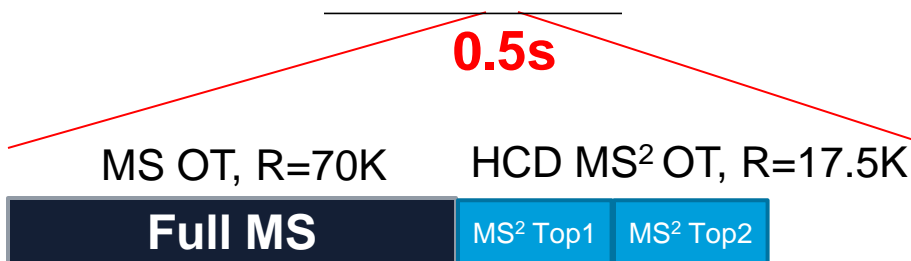 0.5s
MS OT, R=70K HCD MS² OT, R=17.5K
Full MS MS² Top1 MS² Top2